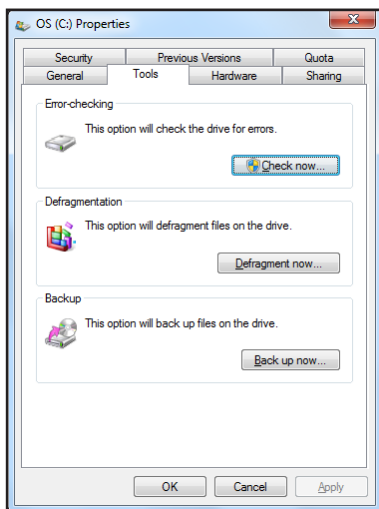 OS (C:) Properties
Security Previous Versions Quota
General Tools Hardware Sharing
Error-checking
This option will check the drive for errors.
Check now...
Defragmentation
This option will defragment files on the drive.
Defragment now...
Backup
This option will back up files on the drive.
Back up now...
OK Cancel Apply